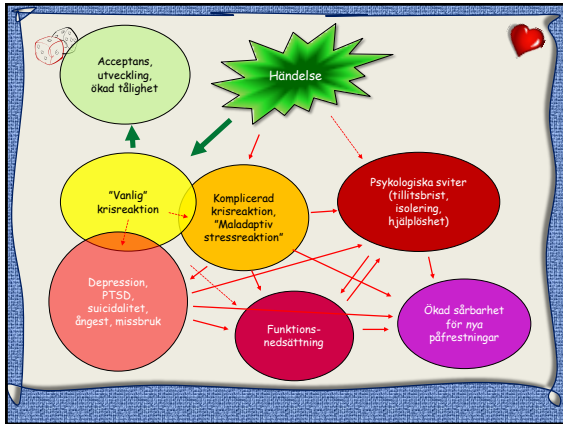 Acceptans,
utveckling,
ökad tålighet
Händelse
"Vanlig"
krisreaktion
Komplicerad
krisreaktion,
"Maladaptiv
stressreaktion"
Psykologiska sviter
(tillitsbrist,
isolering,
hjälplöshet)
Depression,
PTSD,
suicidalitet,
ångest, missbruk
Funktions-
nedsättning
Ökad sårbarhet
för nya
påfrestningar